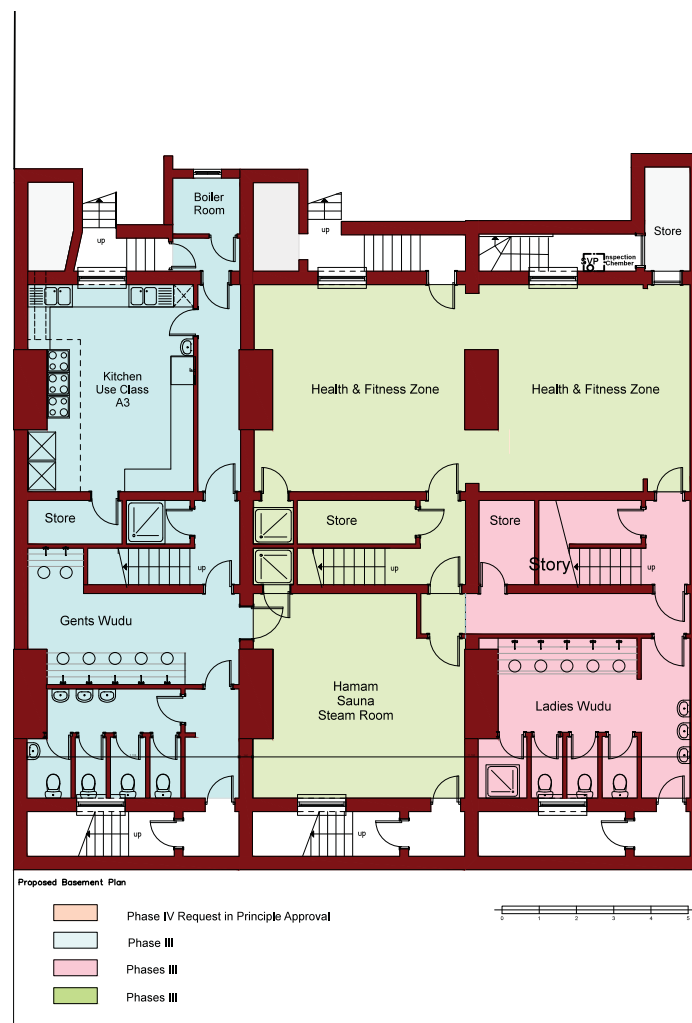 Boiler
Room
up
up
Store
SVP
Inspection
Chember
Kitchen
Use Class
A3
Health & Fitness Zone
Health & Fitness Zone
Store
Store
Store
up
up
Story
up
Gents Wudu
Hamam
Sauna
Steam Room
Ladies Wudu
up
up
Proposed Basement Plan
Phase IV Request in Principle Approval
Phase III
Phases III
Phases III
0 1 2 3 4 5